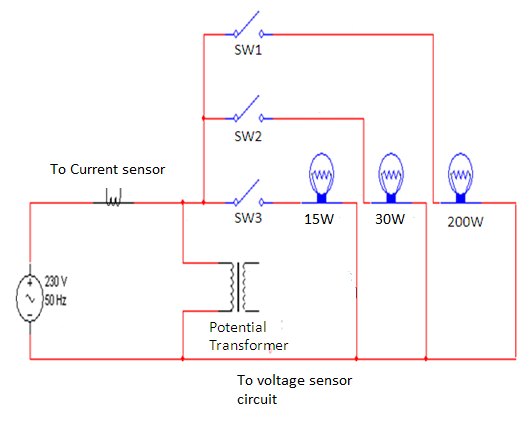 SW1
SW2
To Current sensor
SW3
15W
30W
200W
230 V
50 Hz
Potential
Transformer
To voltage sensor
circuit